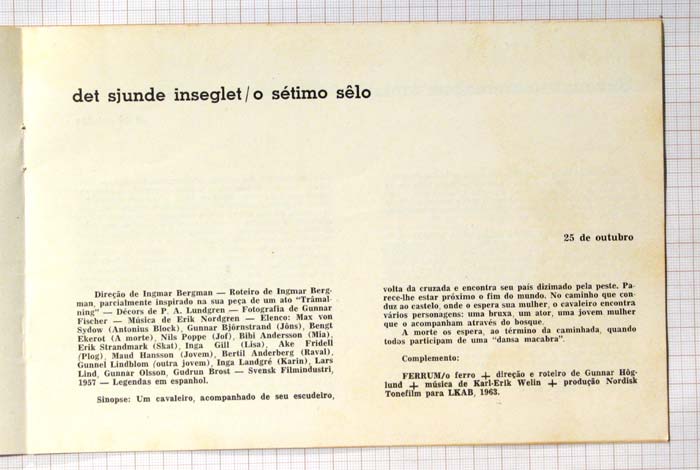 det sjunde inseglet/o sétimo sêlo
25 de outubro
Direção de Ingmar Bergman — Roteiro de Ingmar Berg-
man, parcialmente inspirado na sua peça de um ato "Trämal-
ning" — Décors de P. A. Lundgren — Fotografia de Gunnar
Fischer — Música de Erik Nordgren — Elenco: Max von
Sydow (Antonius Block), Gunnar Björnstrand (Jöns), Bengt
Ekerot (A morte), Nils Poppe (Jof), Bibi Andersson (Mia),
Erik Strandmark (Skat), Inga Gill (Lisa), Ake Fridell
/Plog), Maud Hansson (Jovem), Bertil Anderberg (Raval),
Gunnel Lindblom (outra jovem), Inga Landgré (Karin), Lars
Lind, Gunnar Olsson, Gudrun Brost — Svensk Filmindustri,
1957 — Legendas em espanhol.
Sinopse: Um cavaleiro, acompanhado de seu escudeiro,
volta da cruzada e encontra seu país dizimado pela peste. Pa-
rece-lhe estar próximo o fim do mundo. No caminho que con-
duz ao castelo, onde o espera sua mulher, o cavaleiro encontra
vários personagens: uma bruxa, um ator, uma jovem mulher
que o acompanham através do bosque.
A morte os espera, ao término da caminhada, quando
todos participam de uma "dansa macabra".
Complemento:
FERRUM/o ferro + direção e roteiro de Gunnar Hög-
lund + música de Karl-Erik Welin + produção Nordisk
Tonefilm para LKAB, 1963.